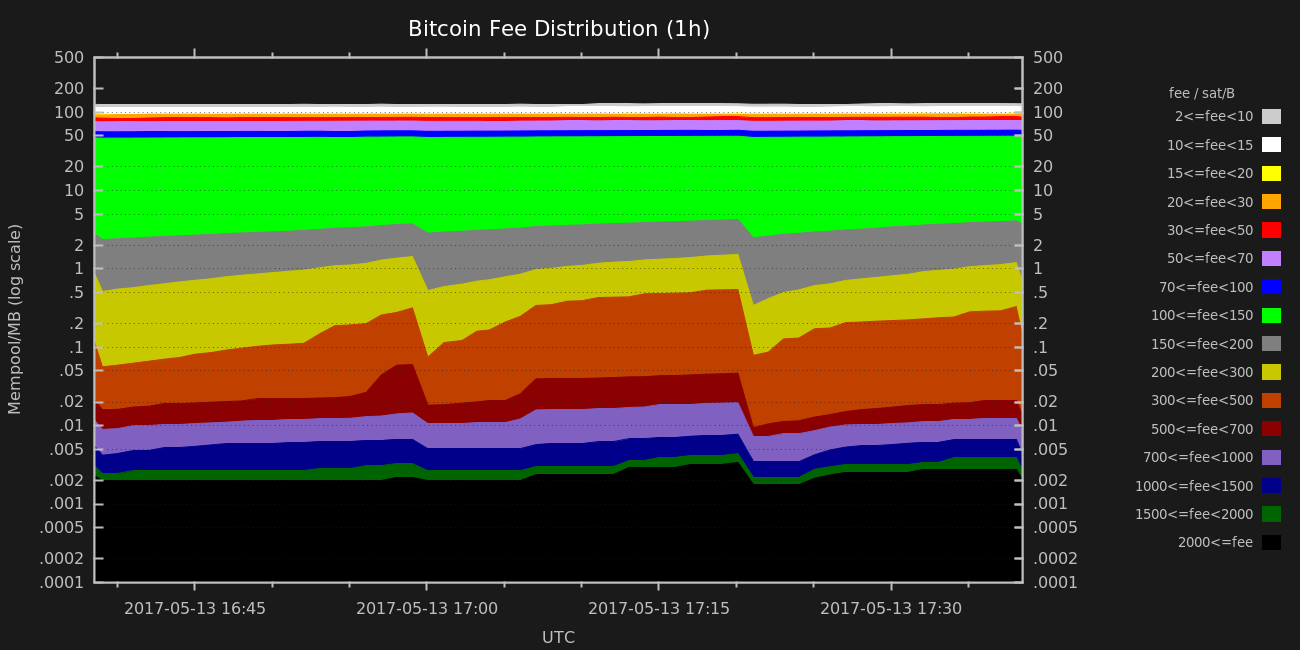 Bitcoin Fee Distribution (1h)
500
200
100
50
20
10
5
2
1
.5
.2
.1
.05
.02
.01
.005
.002
.001
.0005
.0002
.0001
Mempool/MB (log scale)
500
200
100
50
20
10
5
2
1
.5
.2
.1
.05
.02
.01
.005
.002
.001
.0005
.0002
.0001
2017-05-13 16:45 2017-05-13 17:00 2017-05-13 17:15 2017-05-13 17:30
UTC
fee / sat/B
2<=fee<10
10<=fee<15
15<=fee<20
20<=fee<30
30<=fee<50
50<=fee<70
70<=fee<100
100<=fee<150
150<=fee<200
200<=fee<300
300<=fee<500
500<=fee<700
700<=fee<1000
1000<=fee<1500
1500<=fee<2000
2000<=fee